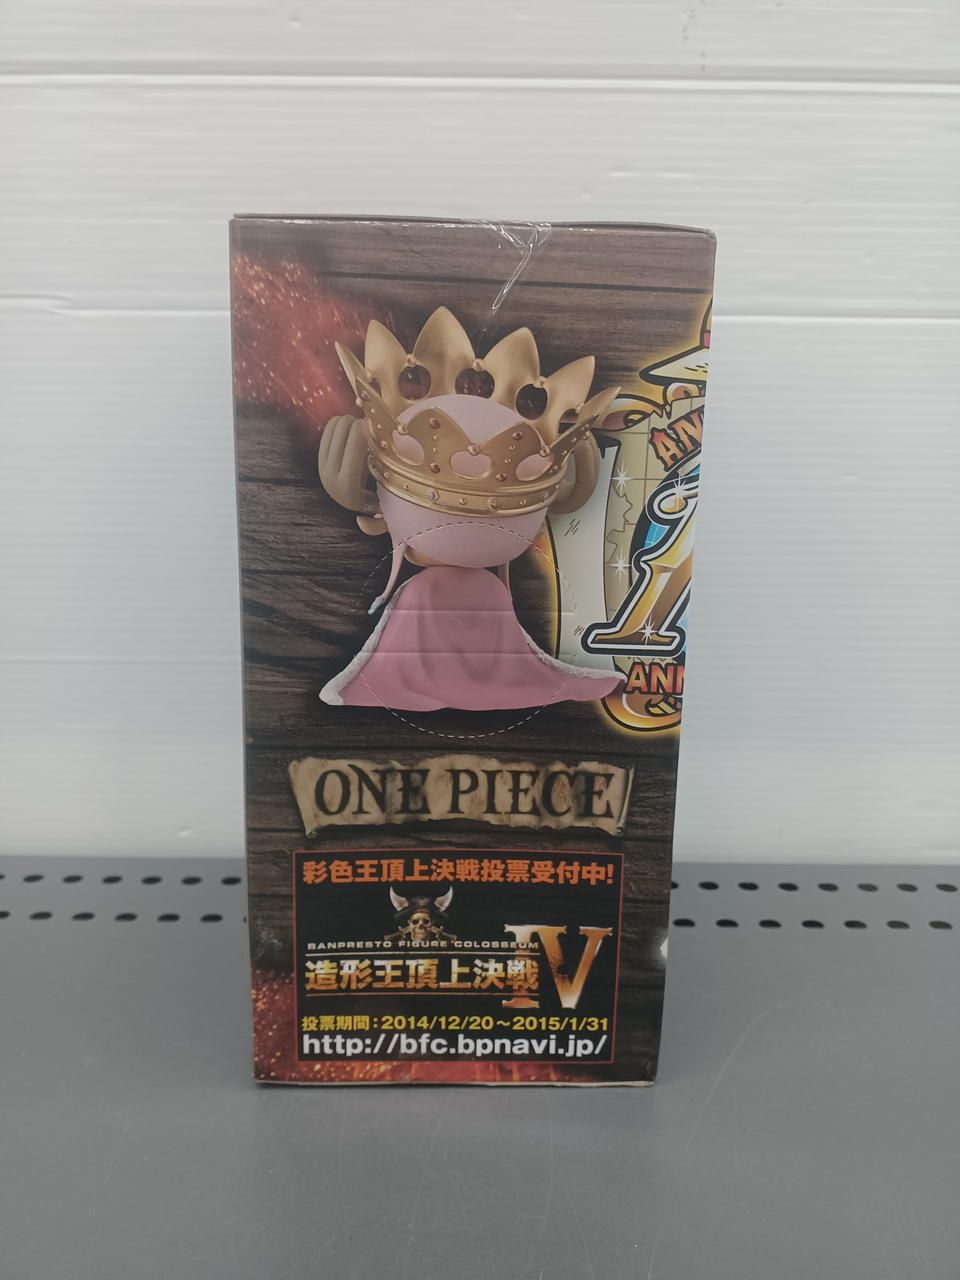 ONE PIECE
彩色王頂上決戦投票受付中!
BANPRESTO FIGURE COLOSSEUM
造形王頂上決戦 IV
投票期間:2014/12/20~2015/1/31
http://bfc.bpnavi.jp/